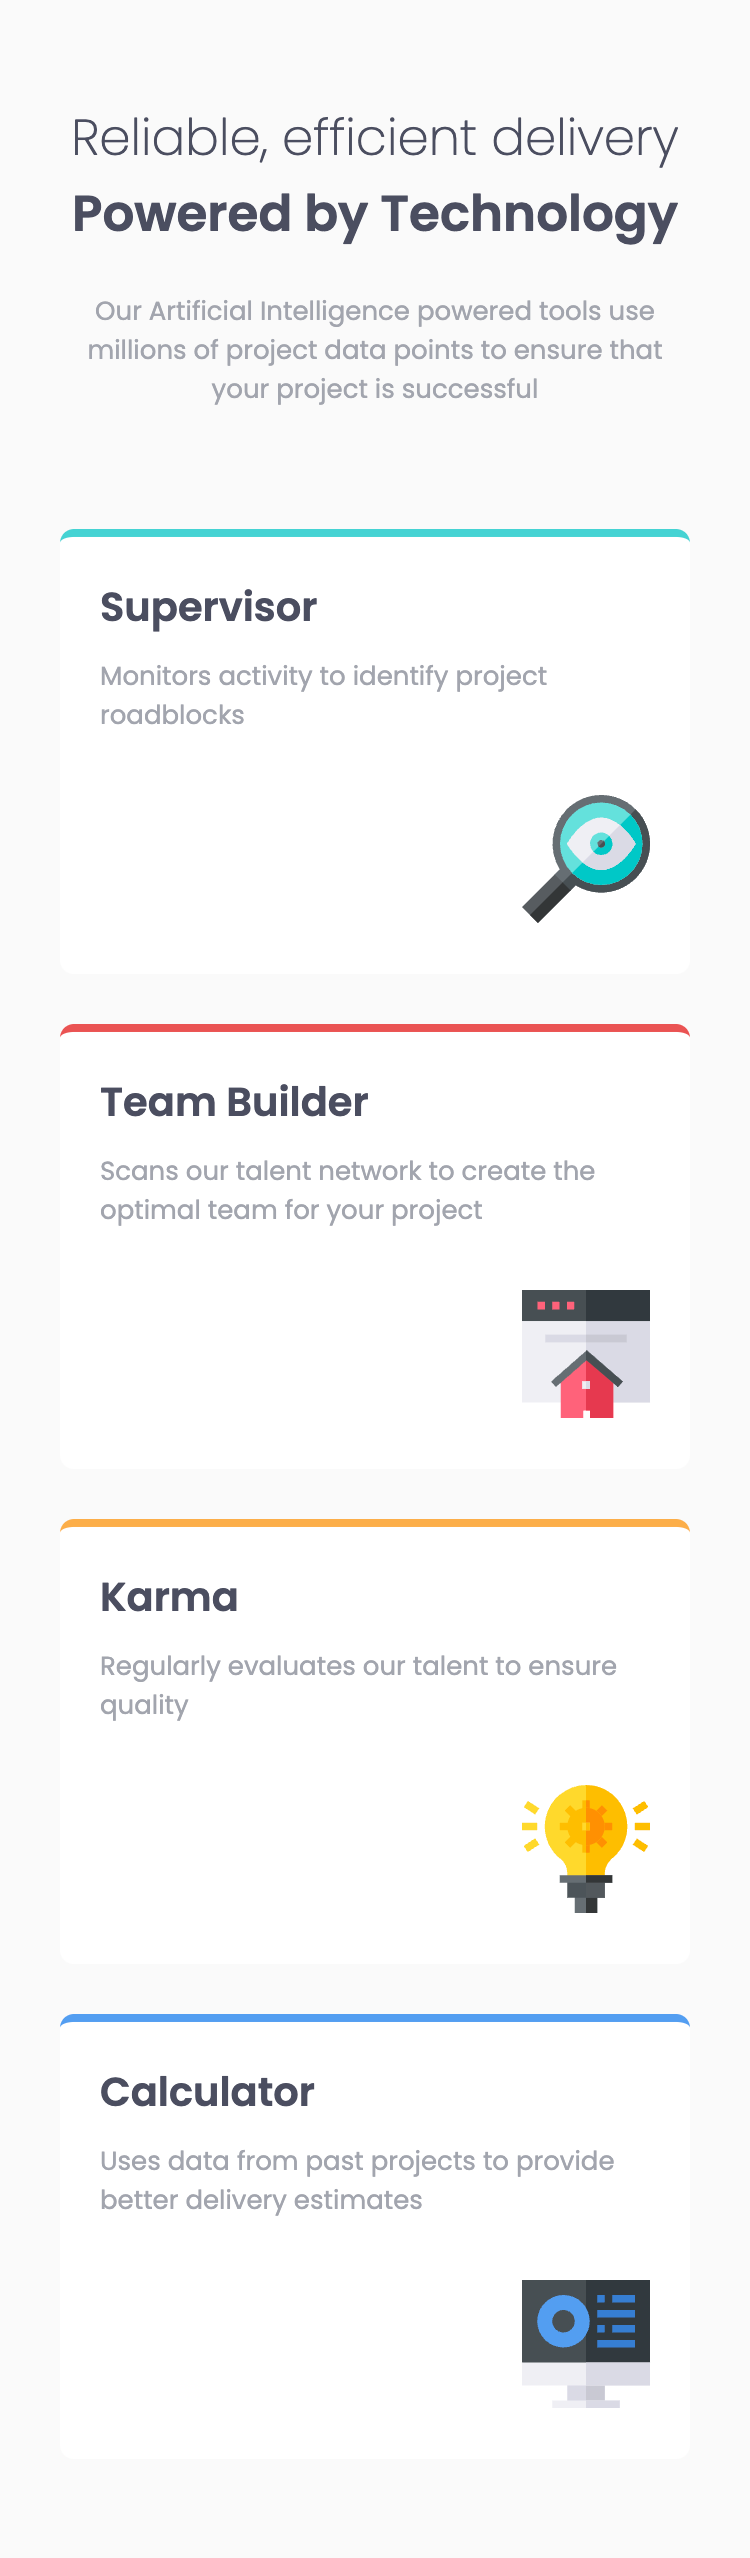 Reliable, efficient delivery
Powered by Technology
Our Artificial Intelligence powered tools use
millions of project data points to ensure that
your project is successful
Supervisor
Monitors activity to identify project
roadblocks
Team Builder
Scans our talent network to create the
optimal team for your project
Karma
Regularly evaluates our talent to ensure
quality
Calculator
Uses data from past projects to provide
better delivery estimates